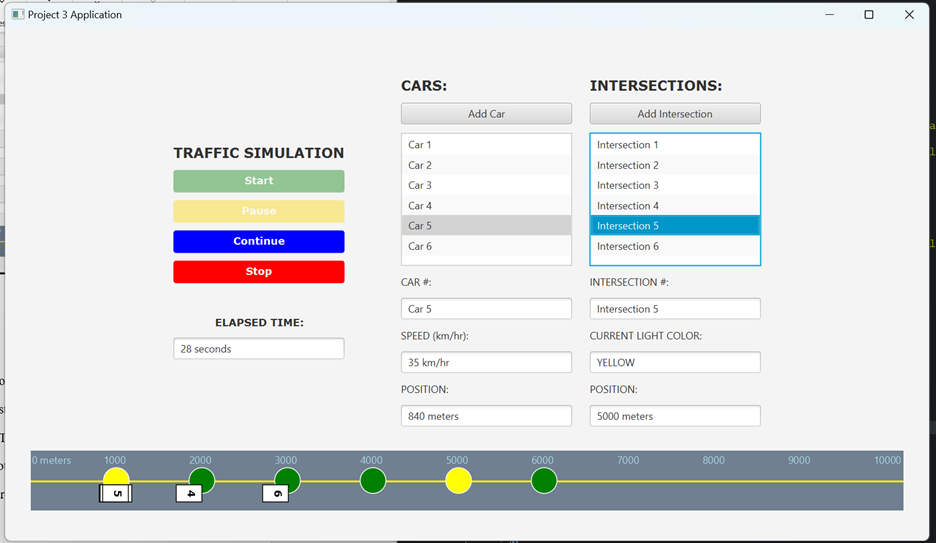 Project 3 Application
CARS:
INTERSECTIONS:
Add Car
Add Intersection
TRAFFIC SIMULATION
Start
Pause
Continue
Stop
ELAPSED TIME:
28 seconds
Car 1
Car 2
Car 3
Car 4
Car 5
Car 6
CAR #:
Car 5
SPEED (km/hr):
35 km/hr
POSITION:
840 meters
Intersection 1
Intersection 2
Intersection 3
Intersection 4
Intersection 5
Intersection 6
INTERSECTION #:
Intersection 5
CURRENT LIGHT COLOR:
YELLOW
POSITION:
5000 meters
0 meters 1000 2000 3000 4000 5000 6000 7000 8000 9000 10000
5 4 6